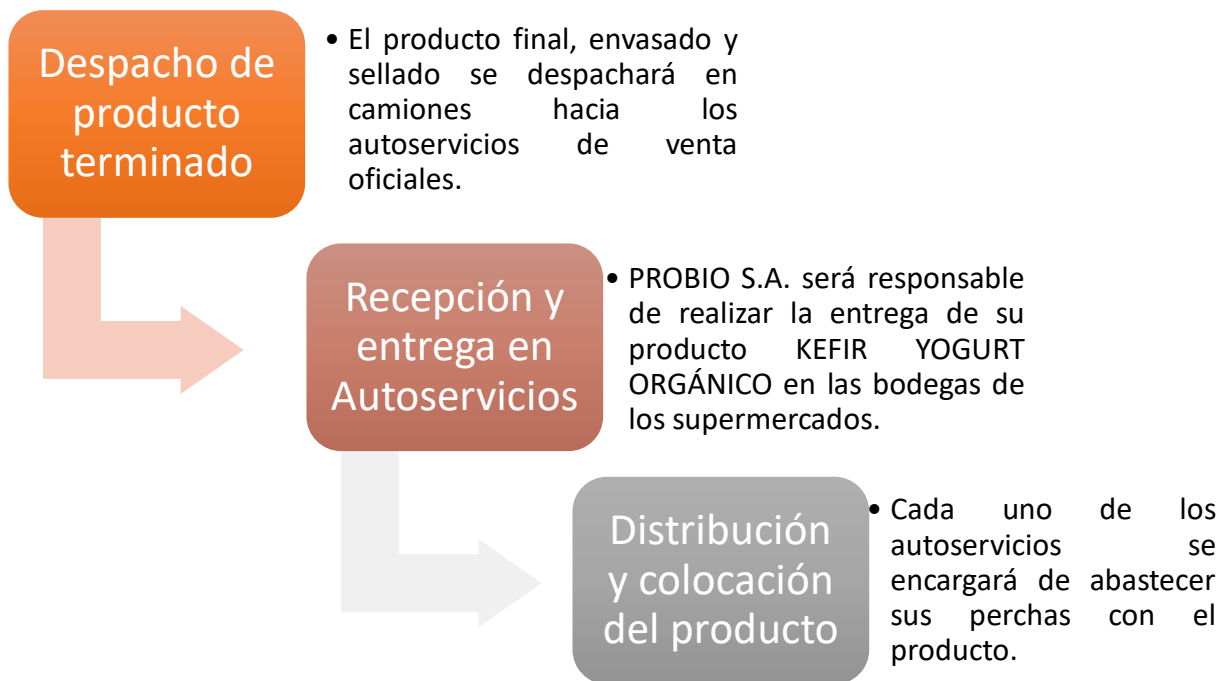 Despacho de
producto
terminado
• El producto final, envasado y
sellado se despachará en
camiones hacia los
autoservicios de venta
oficiales.
Recepción y
entrega en
Autoservicios
• PROBIO S.A. será responsable
de realizar la entrega de su
producto KEFIR YOGURT
ORGÁNICO en las bodegas de
los supermercados.
Distribución
y colocación
del producto
• Cada uno de los
autoservicios se
encargará de abastecer
sus perchas con el
producto.